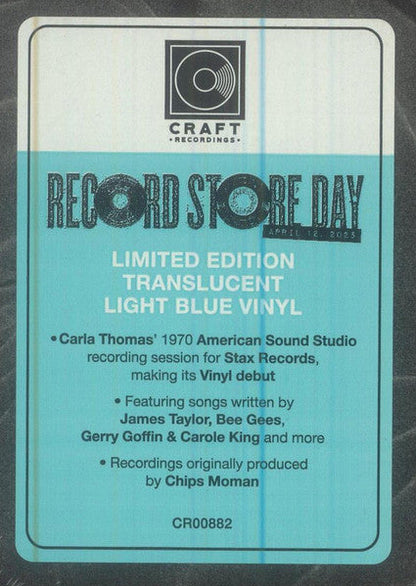 CRAFT
• RECORDINGS •
RECORD STORE DAY
APRIL 12, 2025
LIMITED EDITION
TRANSLUCENT
LIGHT BLUE VINYL
• Carla Thomas' 1970 American Sound Studio
recording session for Stax Records,
making its Vinyl debut
• Featuring songs written by
James Taylor, Bee Gees,
Gerry Goffin & Carole King and more
• Recordings originally produced
by Chips Moman
CR00882